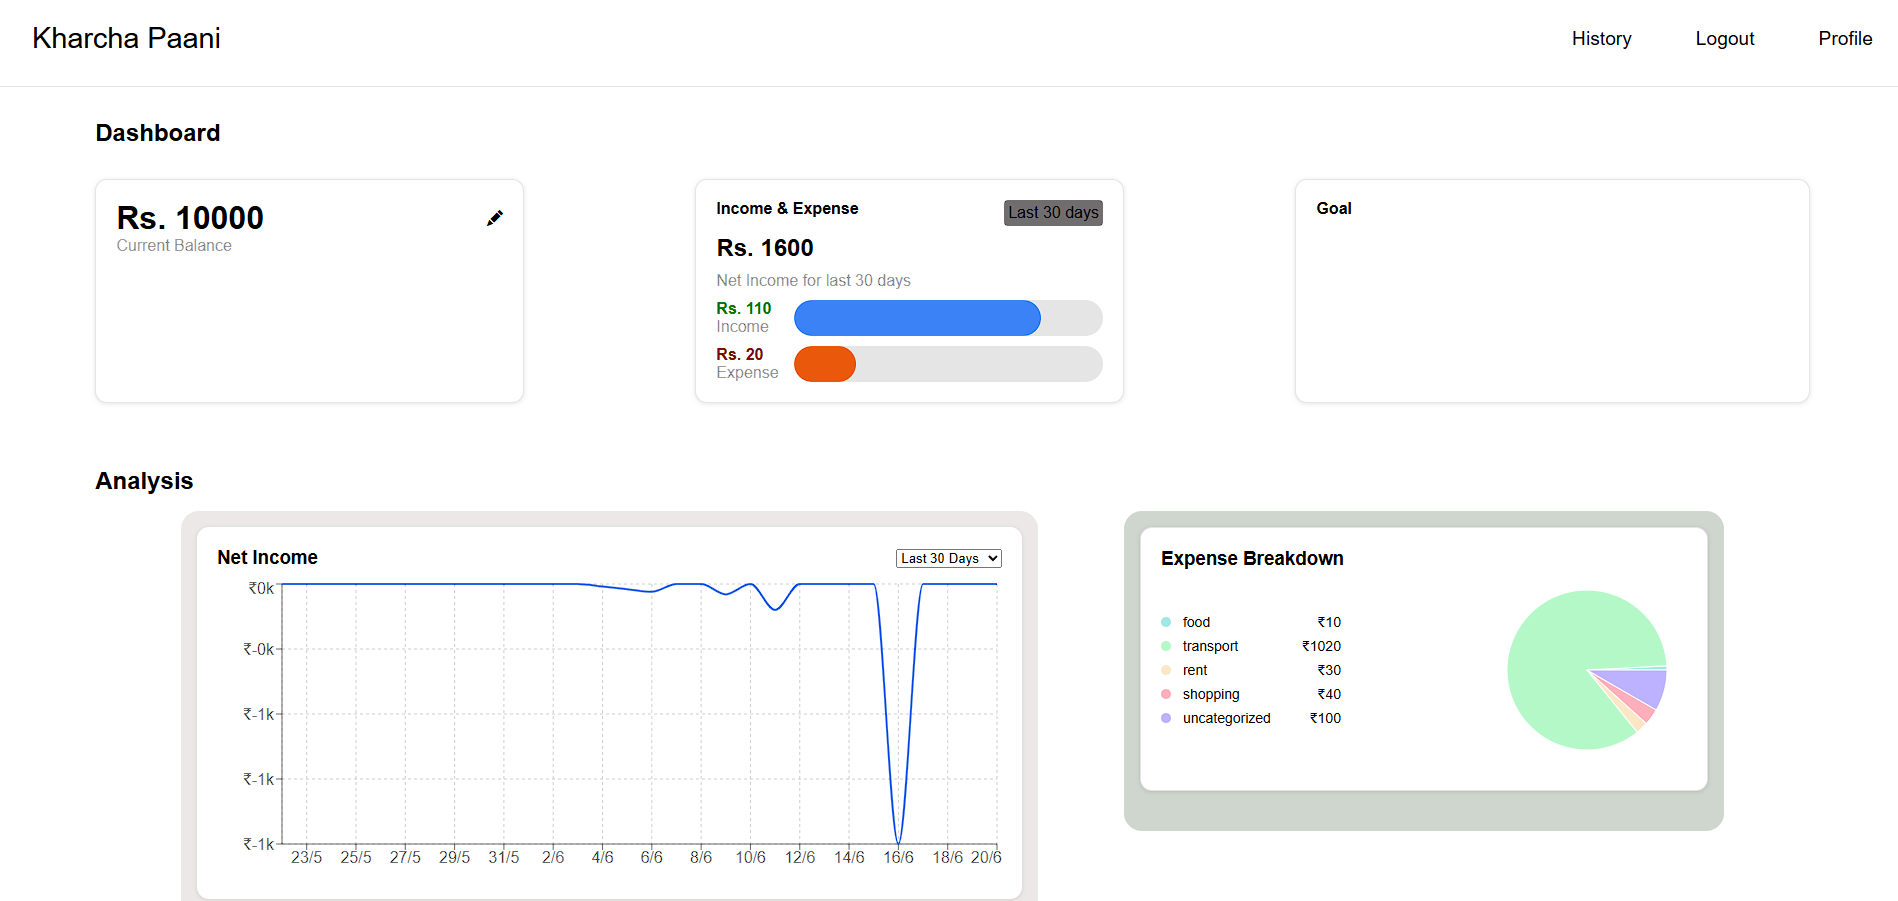 Kharcha Paani
History
Logout
Profile
Dashboard
Rs. 10000
Current Balance
Income & Expense
Last 30 days
Rs. 1600
Net Income for last 30 days
Rs. 110
Income
Rs. 20
Expense
Goal
Analysis
Net Income
Last 30 Days
₹0k
₹-0k
₹-1k
₹-1k
₹-1k
23/5 25/5 27/5 29/5 31/5 2/6 4/6 6/6 8/6 10/6 12/6 14/6 16/6 18/6 20/6
Expense Breakdown
food ₹10
transport ₹1020
rent ₹30
shopping ₹40
uncategorized ₹100